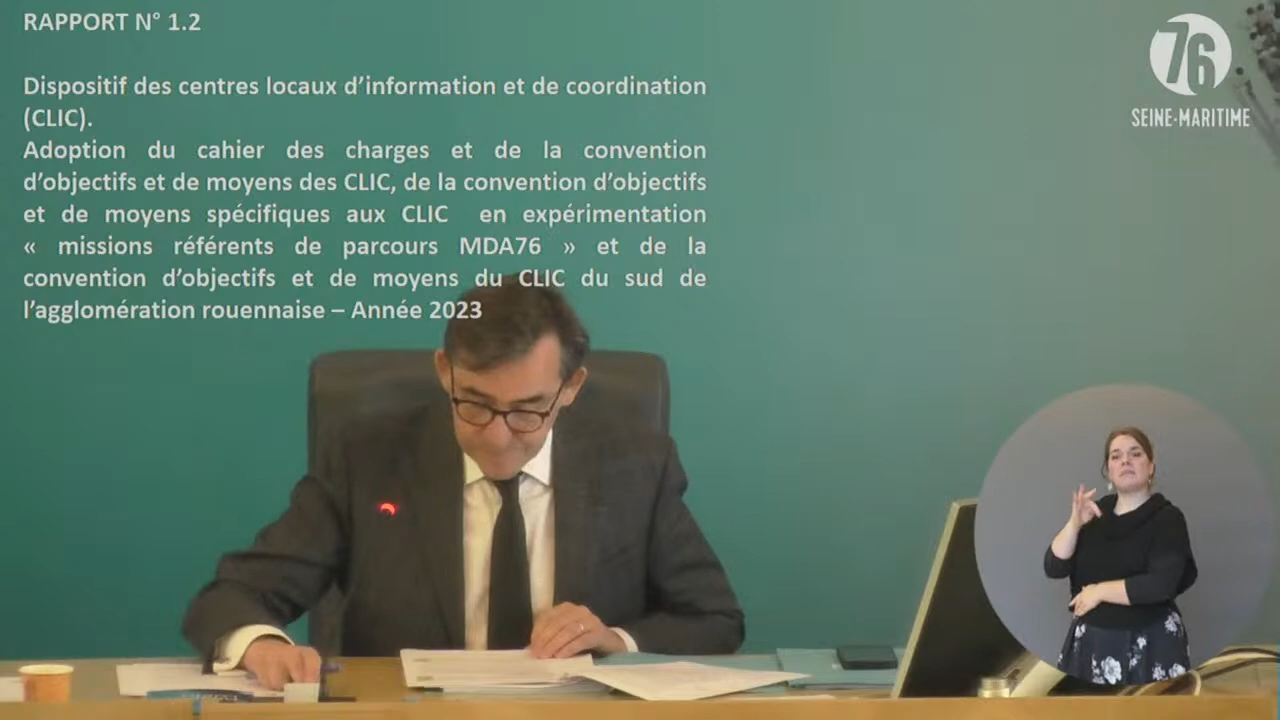 RAPPORT N° 1.2
Dispositif des centres locaux d’information et de coordination
(CLIC).
Adoption du cahier des charges et de la convention
d’objectifs et de moyens des CLIC, de la convention d’objectifs
et de moyens spécifiques aux CLIC en expérimentation
« missions référents de parcours MDA76 » et de la
convention d’objectifs et de moyens du CLIC du sud de
l’agglomération rouennaise – Année 2023
76
SEINE-MARITIME